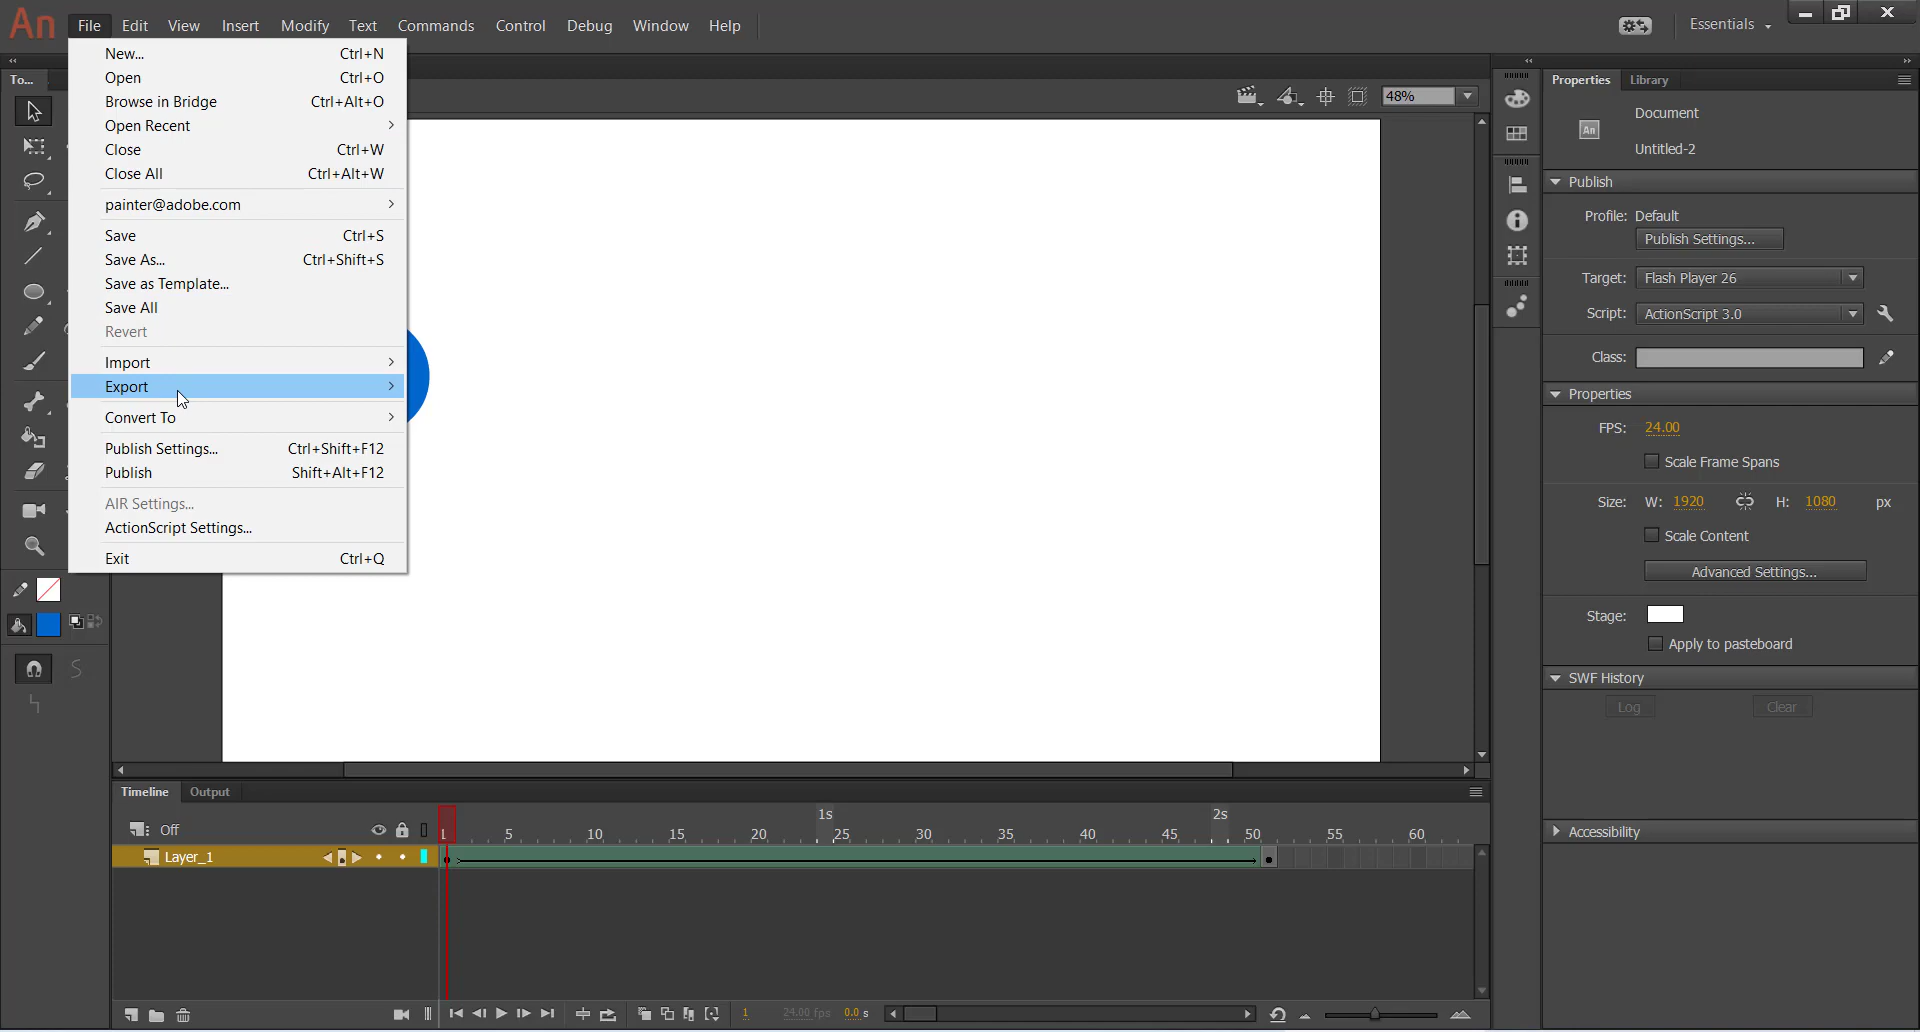 An File Edit View Insert Modify Text Commands Control Debug Window Help Essentials
To...
New... Ctrl+N
Open Ctrl+O
Browse in Bridge Ctrl+Alt+O
Open Recent
Close Ctrl+W
Close All Ctrl+Alt+W
painter@adobe.com
Save Ctrl+S
Save As... Ctrl+Shift+S
Save as Template...
Save All
Revert
Import
Export
Convert To
Publish Settings... Ctrl+Shift+F12
Publish Shift+Alt+F12
AIR Settings...
ActionScript Settings...
Exit Ctrl+Q
48%
Properties Library
An
Document
Untitled-2
Publish
Profile: Default
Publish Settings...
Target: Flash Player 26
Script: ActionScript 3.0
Class:
Properties
FPS: 24.00
Scale Frame Spans
Size: W: 1920 H: 1080 px
Scale Content
Advanced Settings...
Stage:
Apply to pasteboard
SWF History
Log Clear
Accessibility
Timeline Output
1s 2s
Off 1 5 10 15 20 25 30 35 40 45 50 55 60
Layer_1
1 24.00 fps 0.0 s